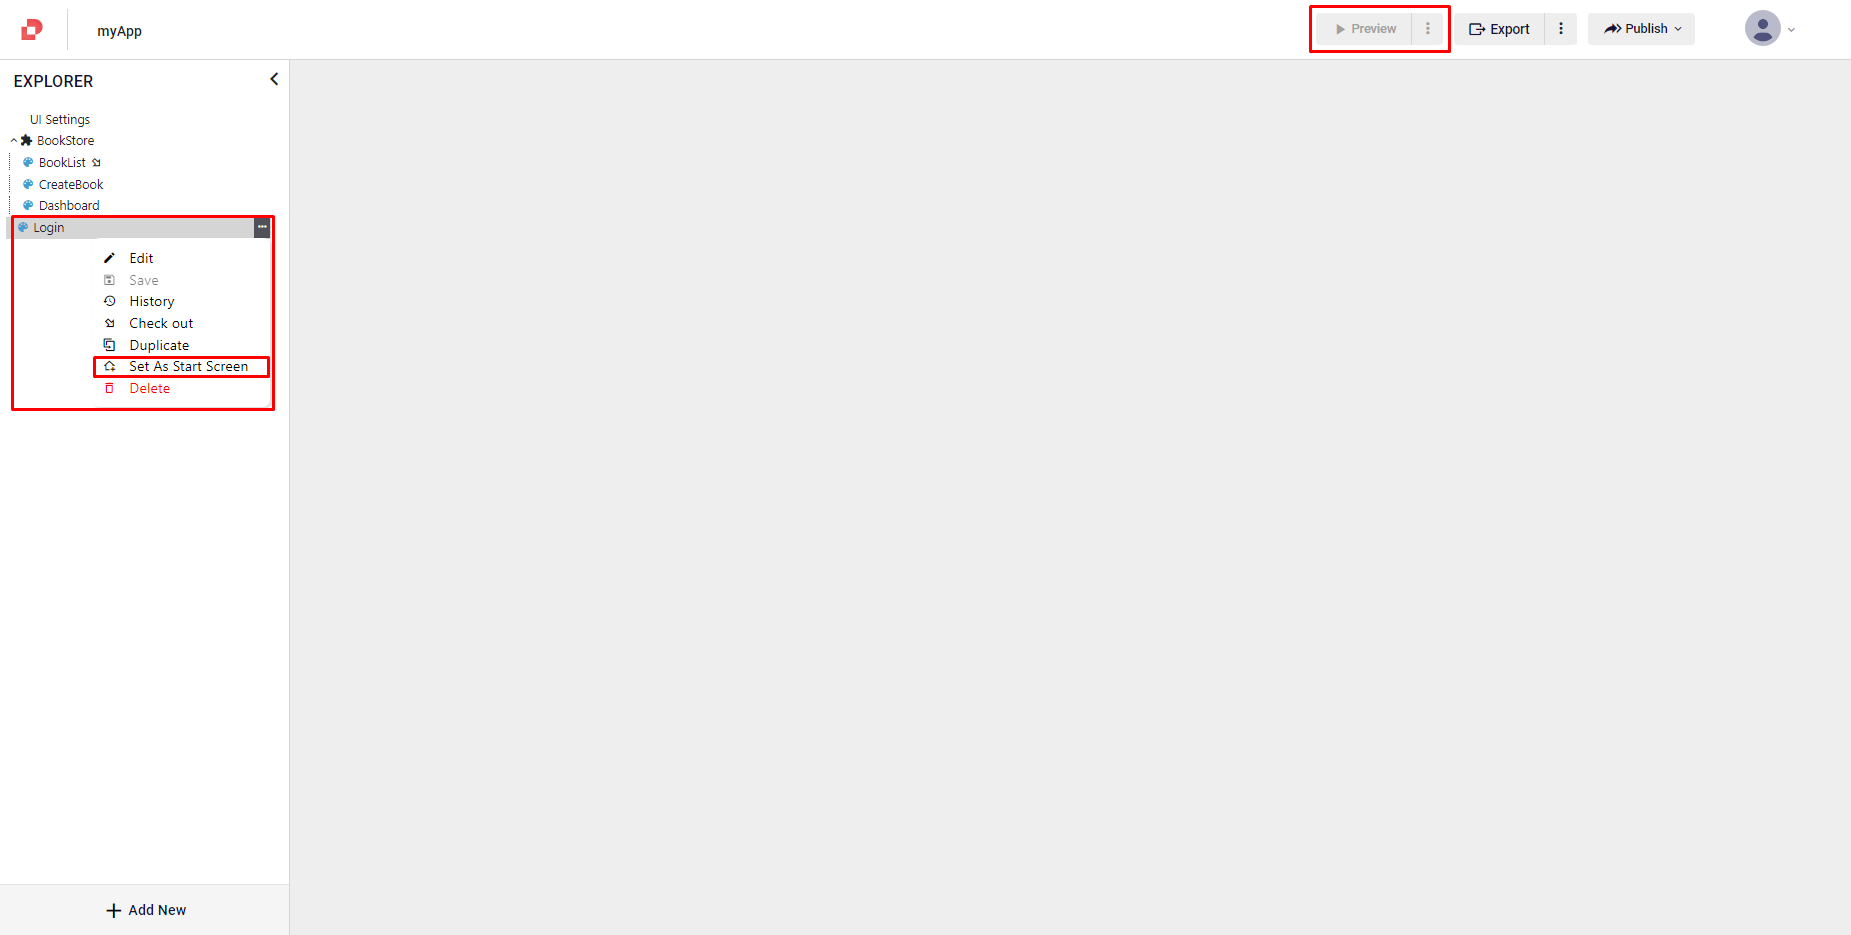 myApp
Preview
Export
Publish
EXPLORER
UI Settings
BookStore
BookList
CreateBook
Dashboard
Login
Edit
Save
History
Check out
Duplicate
Set As Start Screen
Delete
Add New